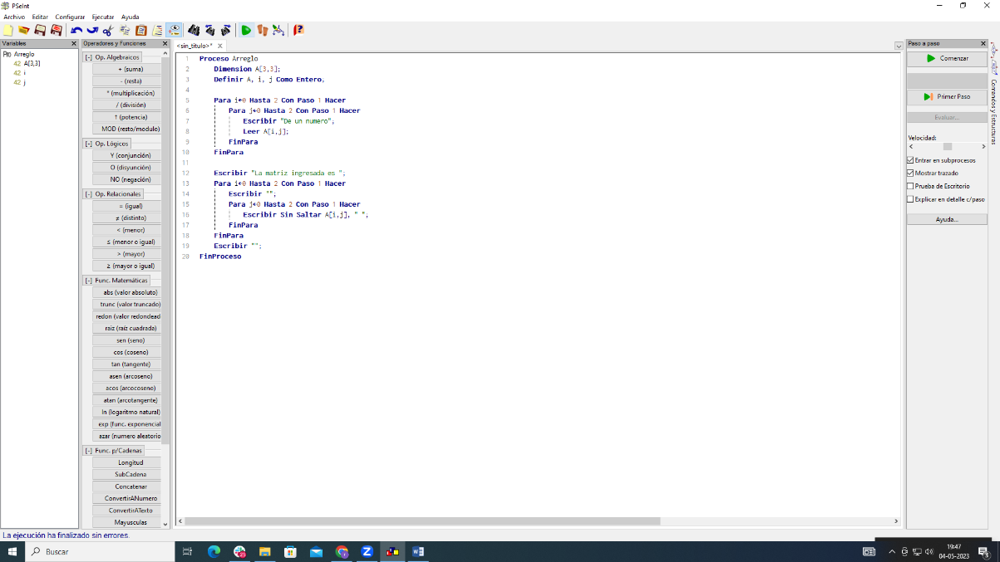 PSeInt
Archivo Editar Configurar Ejecutar Ayuda
Variables
Arreglo
42 A[3,3]
42 i
42 j
Operadores y Funciones
[-] Op. Algebraicos
+ (suma)
- (resta)
* (multiplicación)
/ (división)
↑ (potencia)
MOD (resto/modulo)
[-] Op. Lógicos
Y (conjunción)
O (disyunción)
NO (negación)
[-] Op. Relacionales
= (igual)
≠ (distinto)
< (menor)
≤ (menor o igual)
> (mayor)
≥ (mayor o igual)
[-] Func. Matemáticas
abs (valor absoluto)
trunc (valor truncado)
redon (valor redondead
raiz (raíz cuadrada)
sen (seno)
cos (coseno)
tan (tangente)
asen (arcoseno)
acos (arcocoseno)
atan (arcotangente)
ln (logaritmo natural)
exp (func. exponencial
azar (numero aleatorio
[-] Func. p/Cadenas
Longitud
SubCadena
Concatenar
ConvertirANumero
ConvertirATexto
Mayusculas
<sin_titulo>*
1 Proceso Arreglo
2 Dimension A[3,3];
3 Definir A, i, j Como Entero;
4
5 Para i←0 Hasta 2 Con Paso 1 Hacer
6 Para j←0 Hasta 2 Con Paso 1 Hacer
7 Escribir "De un numero";
8 Leer A[i,j];
9 FinPara
10 FinPara
11
12 Escribir "La matriz ingresada es ";
13 Para i←0 Hasta 2 Con Paso 1 Hacer
14 Escribir "";
15 Para j←0 Hasta 2 Con Paso 1 Hacer
16 Escribir Sin Saltar A[i,j], " ";
17 FinPara
18 FinPara
19 Escribir "";
20 FinProceso
Paso a paso
Comenzar
Primer Paso
Evaluar...
Velocidad:
Entrar en subprocesos
Mostrar trazado
Prueba de Escritorio
Explicar en detalle c/paso
Ayuda...
Comandos y Estructuras
La ejecución ha finalizado sin errores.
Buscar
19:47
04-05-2023
3